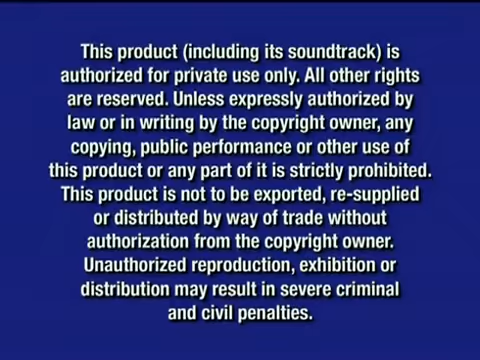 This product (including its soundtrack) is
authorized for private use only. All other rights
are reserved. Unless expressly authorized by
law or in writing by the copyright owner, any
copying, public performance or other use of
this product or any part of it is strictly prohibited.
This product is not to be exported, re-supplied
or distributed by way of trade without
authorization from the copyright owner.
Unauthorized reproduction, exhibition or
distribution may result in severe criminal
and civil penalties.